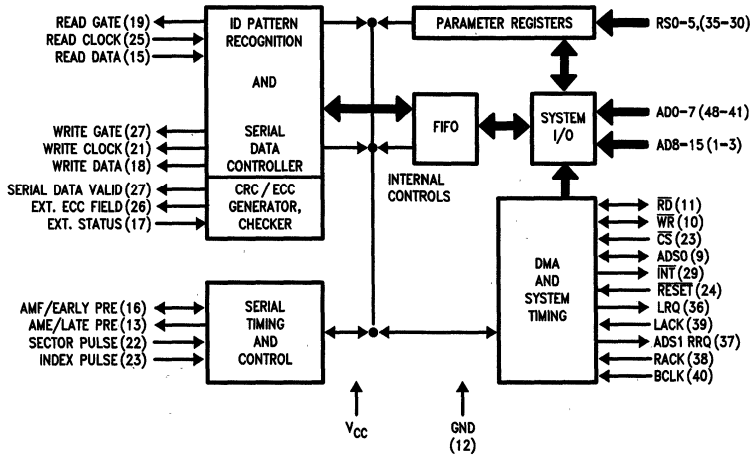 READ GATE (19)
READ CLOCK (25)
READ DATA (15)
WRITE GATE (27)
WRITE CLOCK (21)
WRITE DATA (18)
SERIAL DATA VALID (27)
EXT. ECC FIELD (26)
EXT. STATUS (17)
AMF/EARLY PRE (16)
AME/LATE PRE (13)
SECTOR PULSE (22)
INDEX PULSE (23)
ID PATTERN
RECOGNITION
AND
SERIAL
DATA
CONTROLLER
CRC/ECC
GENERATOR,
CHECKER
SERIAL
TIMING
AND
CONTROL
PARAMETER REGISTERS
FIFO
INTERNAL
CONTROLS
SYSTEM
I/O
DMA
AND
SYSTEM
TIMING
RS0-5, (35-30)
AD0-7 (48-41)
AD8-15 (1-3)
RD (11)
WR (10)
CS (23)
ADS0 (9)
INT (29)
RESET (24)
LRQ (36)
LACK (39)
ADS1 RRQ (37)
RACK (38)
BCLK (40)
VCC
GND
(12)